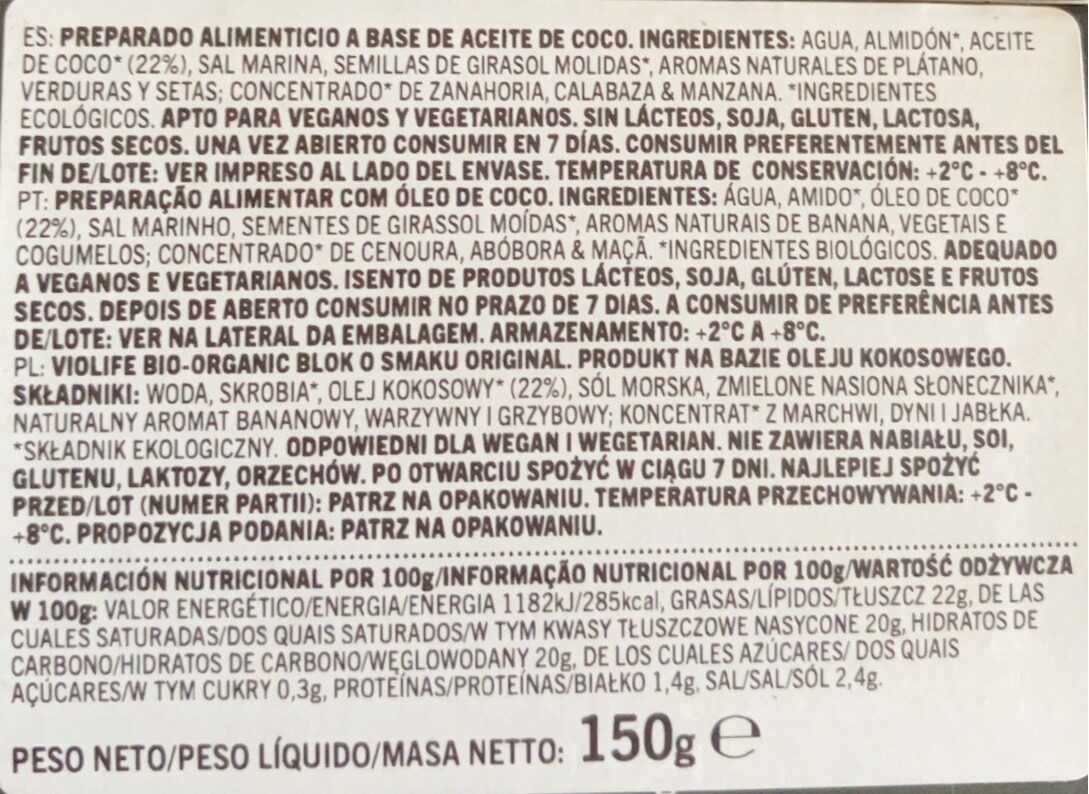 ES: PREPARADO ALIMENTICIO A BASE DE ACEITE DE COCO. INGREDIENTES: AGUA, ALMIDÓN*, ACEITE
DE COCO* (22%), SAL MARINA, SEMILLAS DE GIRASOL MOLIDAS*, AROMAS NATURALES DE PLÁTANO,
VERDURAS Y SETAS; CONCENTRADO* DE ZANAHORIA, CALABAZA & MANZANA. *INGREDIENTES
ECOLÓGICOS. APTO PARA VEGANOS Y VEGETARIANOS. SIN LÁCTEOS, SOJA, GLUTEN, LACTOSA,
FRUTOS SECOS. UNA VEZ ABIERTO CONSUMIR EN 7 DÍAS. CONSUMIR PREFERENTEMENTE ANTES DEL
FIN DE/LOTE: VER IMPRESO AL LADO DEL ENVASE. TEMPERATURA DE CONSERVACIÓN: +2°C - +8°C.
PT: PREPARAÇÃO ALIMENTAR COM ÓLEO DE COCO. INGREDIENTES: ÁGUA, AMIDO*, ÓLEO DE COCO*
(22%), SAL MARINHO, SEMENTES DE GIRASSOL MOÍDAS*, AROMAS NATURAIS DE BANANA, VEGETAIS E
COGUMELOS; CONCENTRADO* DE CENOURA, ABÓBORA & MAÇÃ. *INGREDIENTES BIOLÓGICOS. ADEQUADO
A VEGANOS E VEGETARIANOS. ISENTO DE PRODUTOS LÁCTEOS, SOJA, GLÚTEN, LACTOSE E FRUTOS
SECOS. DEPOIS DE ABERTO CONSUMIR NO PRAZO DE 7 DIAS. A CONSUMIR DE PREFERÊNCIA ANTES
DE/LOTE: VER NA LATERAL DA EMBALAGEM. ARMAZENAMENTO: +2°C A +8°C.
PL: VIOLIFE BIO-ORGANIC BLOK O SMAKU ORIGINAL. PRODUKT NA BAZIE OLEJU KOKOSOWEGO.
SKŁADNIKI: WODA, SKROBIA*, OLEJ KOKOSOWY* (22%), SÓL MORSKA, ZMIELONE NASIONA SŁONECZNIKA*,
NATURALNY AROMAT BANANOWY, WARZYWNY I GRZYBOWY; KONCENTRAT* Z MARCHWI, DYNI I JABŁKA.
*SKŁADNIK EKOLOGICZNY. ODPOWIEDNI DLA WEGAN I WEGETARIAN. NIE ZAWIERA NABIAŁU, SOI,
GLUTENU, LAKTOZY, ORZECHÓW. PO OTWARCIU SPOŻYĆ W CIĄGU 7 DNI. NAJLEPIEJ SPOŻYĆ
PRZED/LOT (NUMER PARTII): PATRZ NA OPAKOWANIU. TEMPERATURA PRZECHOWYWANIA: +2°C -
+8°C. PROPOZYCJA PODANIA: PATRZ NA OPAKOWANIU.
INFORMACIÓN NUTRICIONAL POR 100g/INFORMAÇÃO NUTRICIONAL POR 100g/WARTOŚĆ ODŻYWCZA
W 100g: VALOR ENERGÉTICO/ENERGIA/ENERGIA 1182kJ/285kcal, GRASAS/LÍPIDOS/TŁUSZCZ 22g, DE LAS
CUALES SATURADAS/DOS QUAIS SATURADOS/W TYM KWASY TŁUSZCZOWE NASYCONE 20g, HIDRATOS DE
CARBONO/HIDRATOS DE CARBONO/WĘGLOWODANY 20g, DE LOS CUALES AZÚCARES/ DOS QUAIS
AÇÚCARES/W TYM CUKRY 0,3g, PROTEÍNAS/PROTEÍNAS/BIAŁKO 1,4g, SAL/SAL/SÓL 2,4g.
PESO NETO/PESO LÍQUIDO/MASA NETTO: 150g ℮